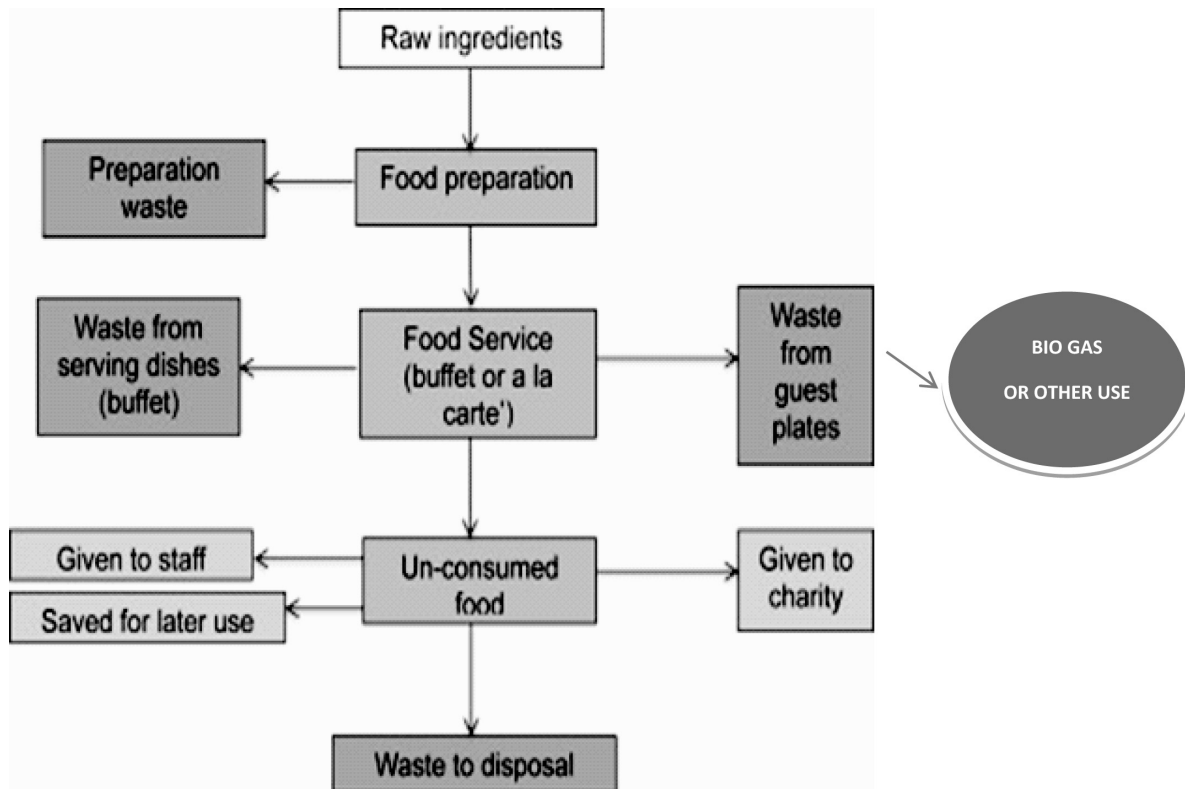 Raw ingredients
Preparation
waste
Food preparation
Waste from
serving dishes
(buffet)
Food Service
(buffet or a la
carte')
Waste
from
guest
plates
BIO GAS
OR OTHER USE
Given to staff
Saved for later use
Un-consumed
food
Given to
charity
Waste to disposal